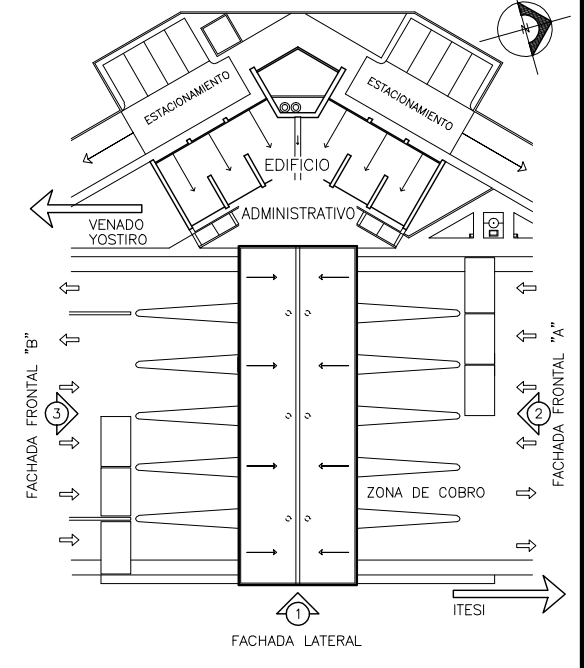 N
ESTACIONAMIENTO
ESTACIONAMIENTO
EDIFICIO
ADMINISTRATIVO
VENADO
YOSTIRO
FACHADA FRONTAL "B"
3
FACHADA FRONTAL "A"
2
ZONA DE COBRO
ITESI
1
FACHADA LATERAL